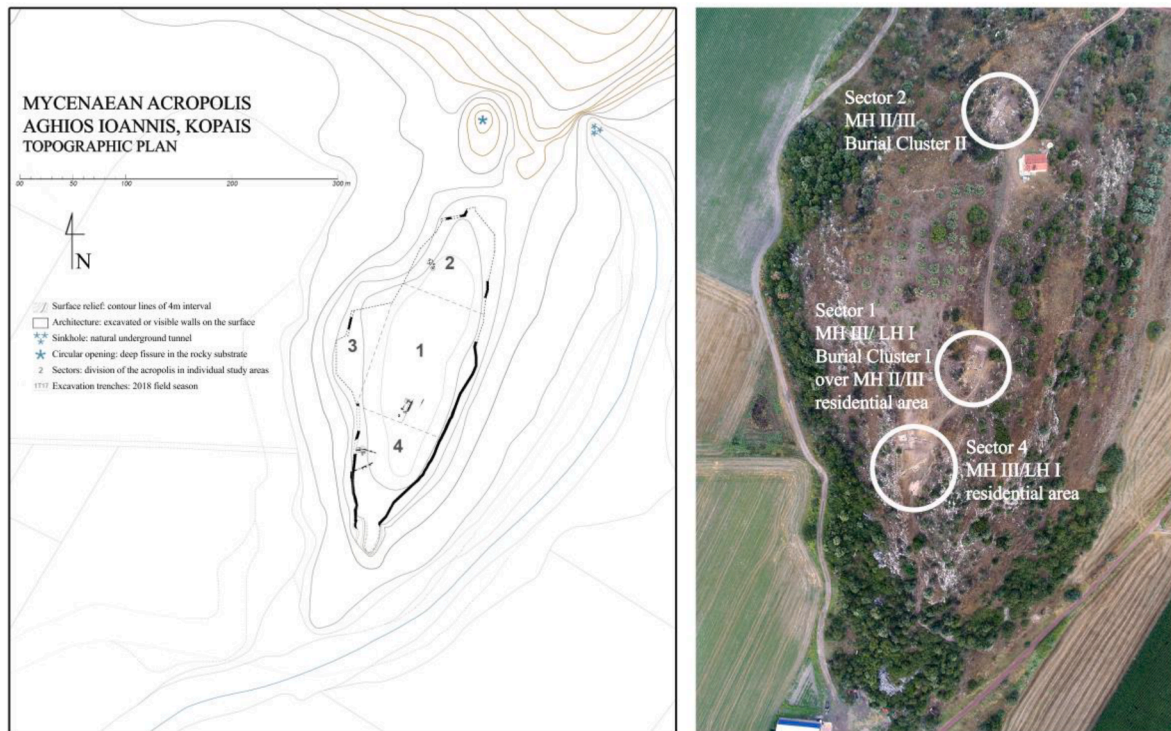 MYCENAEAN ACROPOLIS
AGHIOS IOANNIS, KOPAIS
TOPOGRAPHIC PLAN
50
100
200
200 m
N
Surface relief: contour lines of 4m interval
Architecture: excavated or visible walls on the surface
Sinkhole: natural underground tunnel
Circular opening: deep fissure in the rocky substrate
2 Sectors: division of the acropolis in individual study areas
1T17 Excavation trenches: 2018 field season
2
3
1
4
Sector 2
MH II/III
Burial Cluster II
Sector 1
MH III/ LH I
Burial Cluster I
over MH II/III
residential area
Sector 4
MH III/LH I
residential area